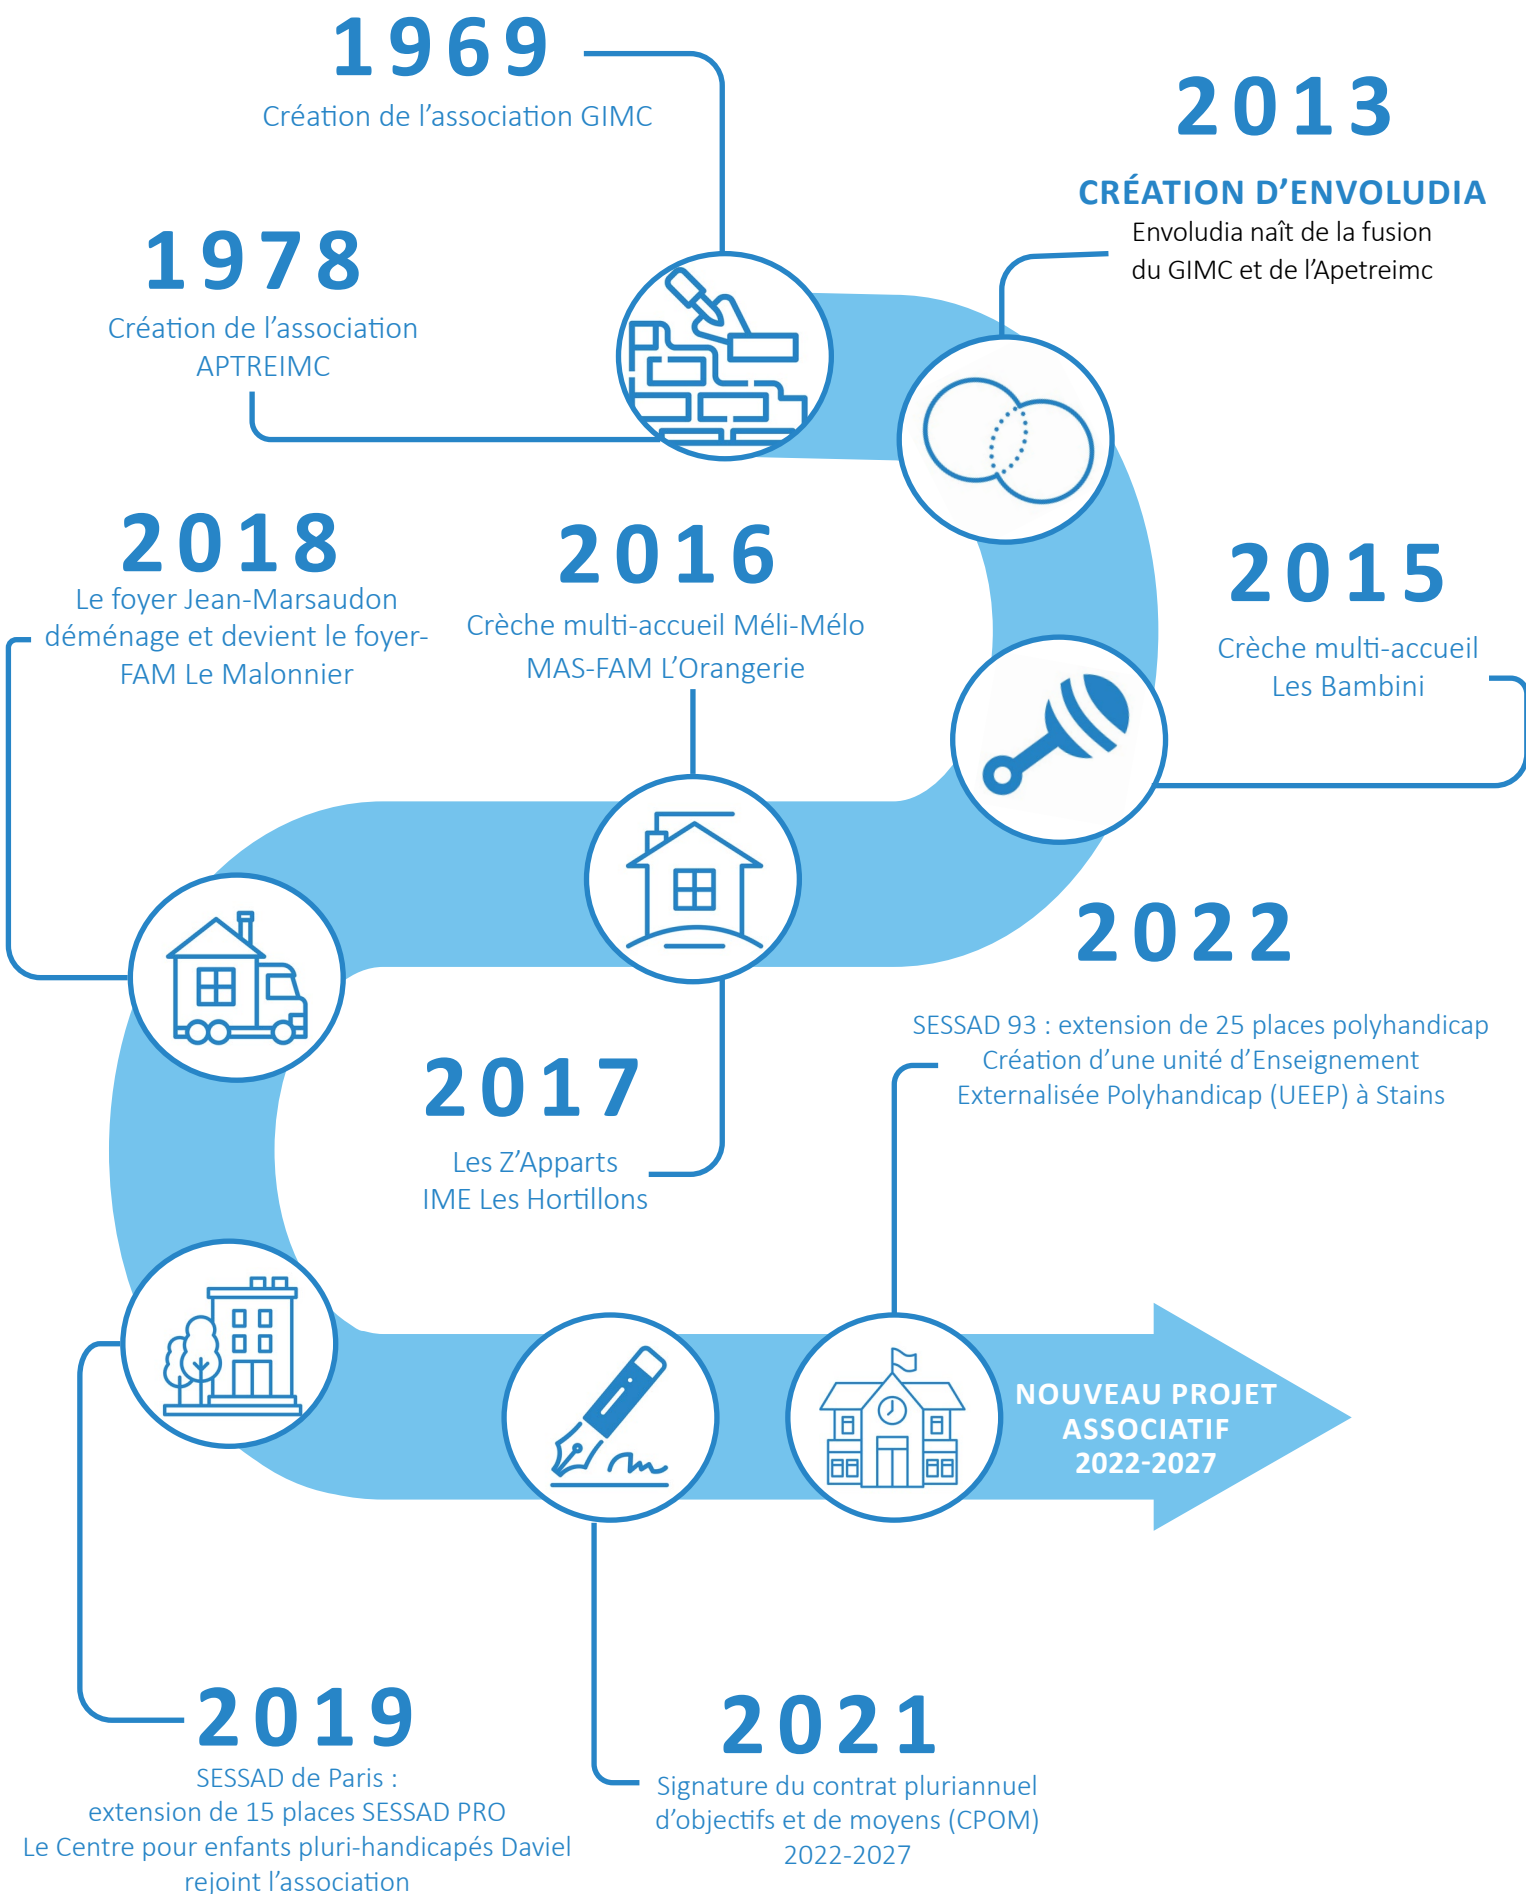 1969
Création de l’association GIMC
1978
Création de l’association
APTREIMC
2013
CRÉATION D’ENVOLUDIA
Envoludia naît de la fusion
du GIMC et de l’Apetreimc
2015
Crèche multi-accueil
Les Bambini
2016
Crèche multi-accueil Méli-Mélo
MAS-FAM L’Orangerie
2017
Les Z’Apparts
IME Les Hortillons
2018
Le foyer Jean-Marsaudon
déménage et devient le foyer-
FAM Le Malonnier
2019
SESSAD de Paris :
extension de 15 places SESSAD PRO
Le Centre pour enfants pluri-handicapés Daviel
rejoint l’association
2021
Signature du contrat pluriannuel
d’objectifs et de moyens (CPOM)
2022-2027
2022
SESSAD 93 : extension de 25 places polyhandicap
Création d’une unité d’Enseignement
Externalisée Polyhandicap (UEEP) à Stains
NOUVEAU PROJET
ASSOCIATIF
2022-2027